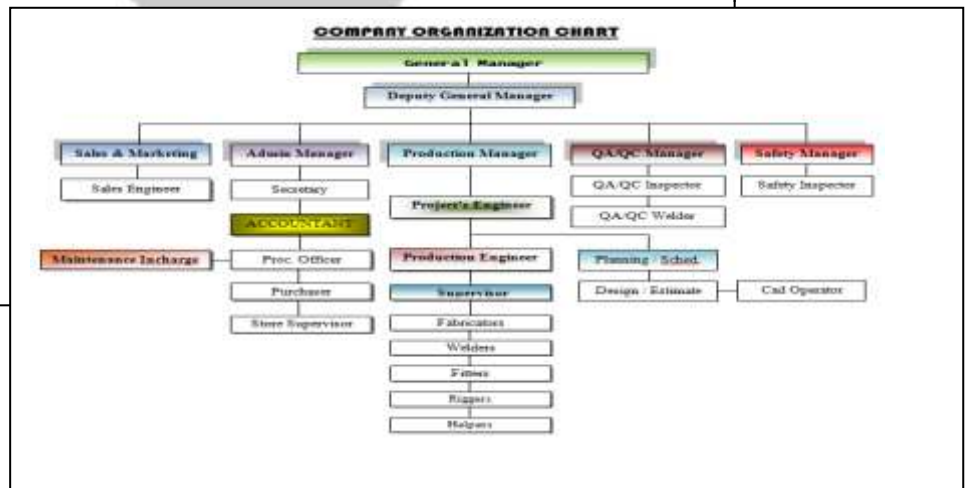 COMPANY ORGANIZATION CHART
General Manager
Deputy General Manager
Sales & Marketing
Admin Manager
Production Manager
QA/QC Manager
Safety Manager
Sales Engineer
Secretary
QA/QC Inspector
Safety Inspector
Project's Engineer
ACCOUNTANT
QA/QC Welder
Maintenance Incharge
Proc. Officer
Production Engineer
Planning / Sched.
Purchaser
Supervisor
Design / Estimate
Cad Operator
Store Supervisor
Fabricators
Welders
Fitters
Riggers
Helpers